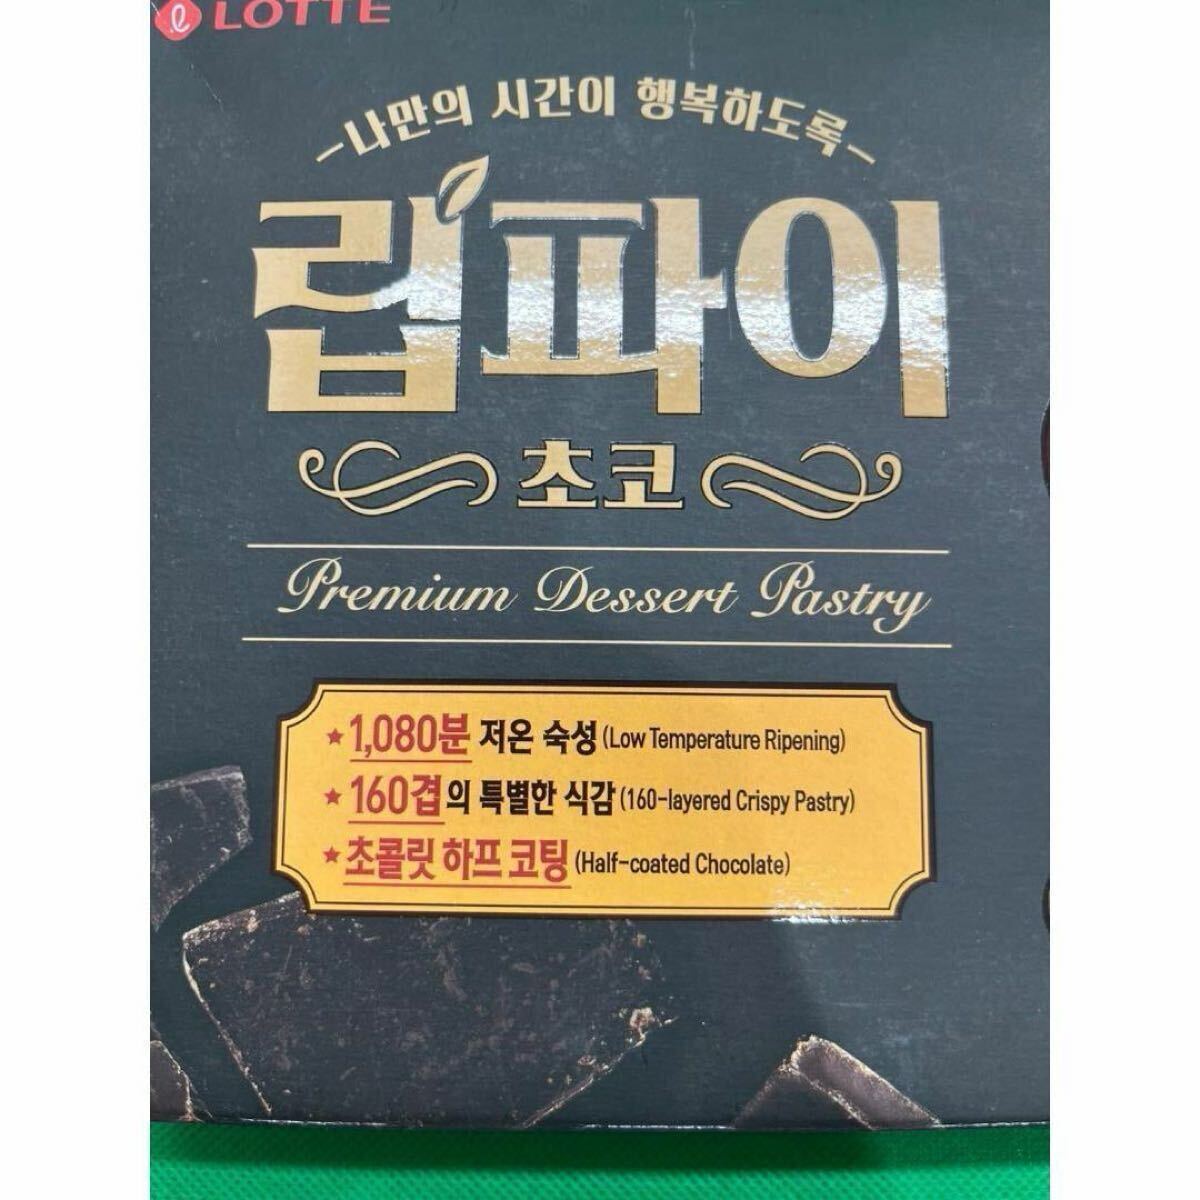 LOTTE
나만의 시간이 행복하도록
립파이
초코
Premium Dessert Pastry
★ 1,080분 저온 숙성 (Low Temperature Ripening)
★ 160겹의 특별한 식감 (160-layered Crispy Pastry)
★ 초콜릿 하프 코팅 (Half-coated Chocolate)